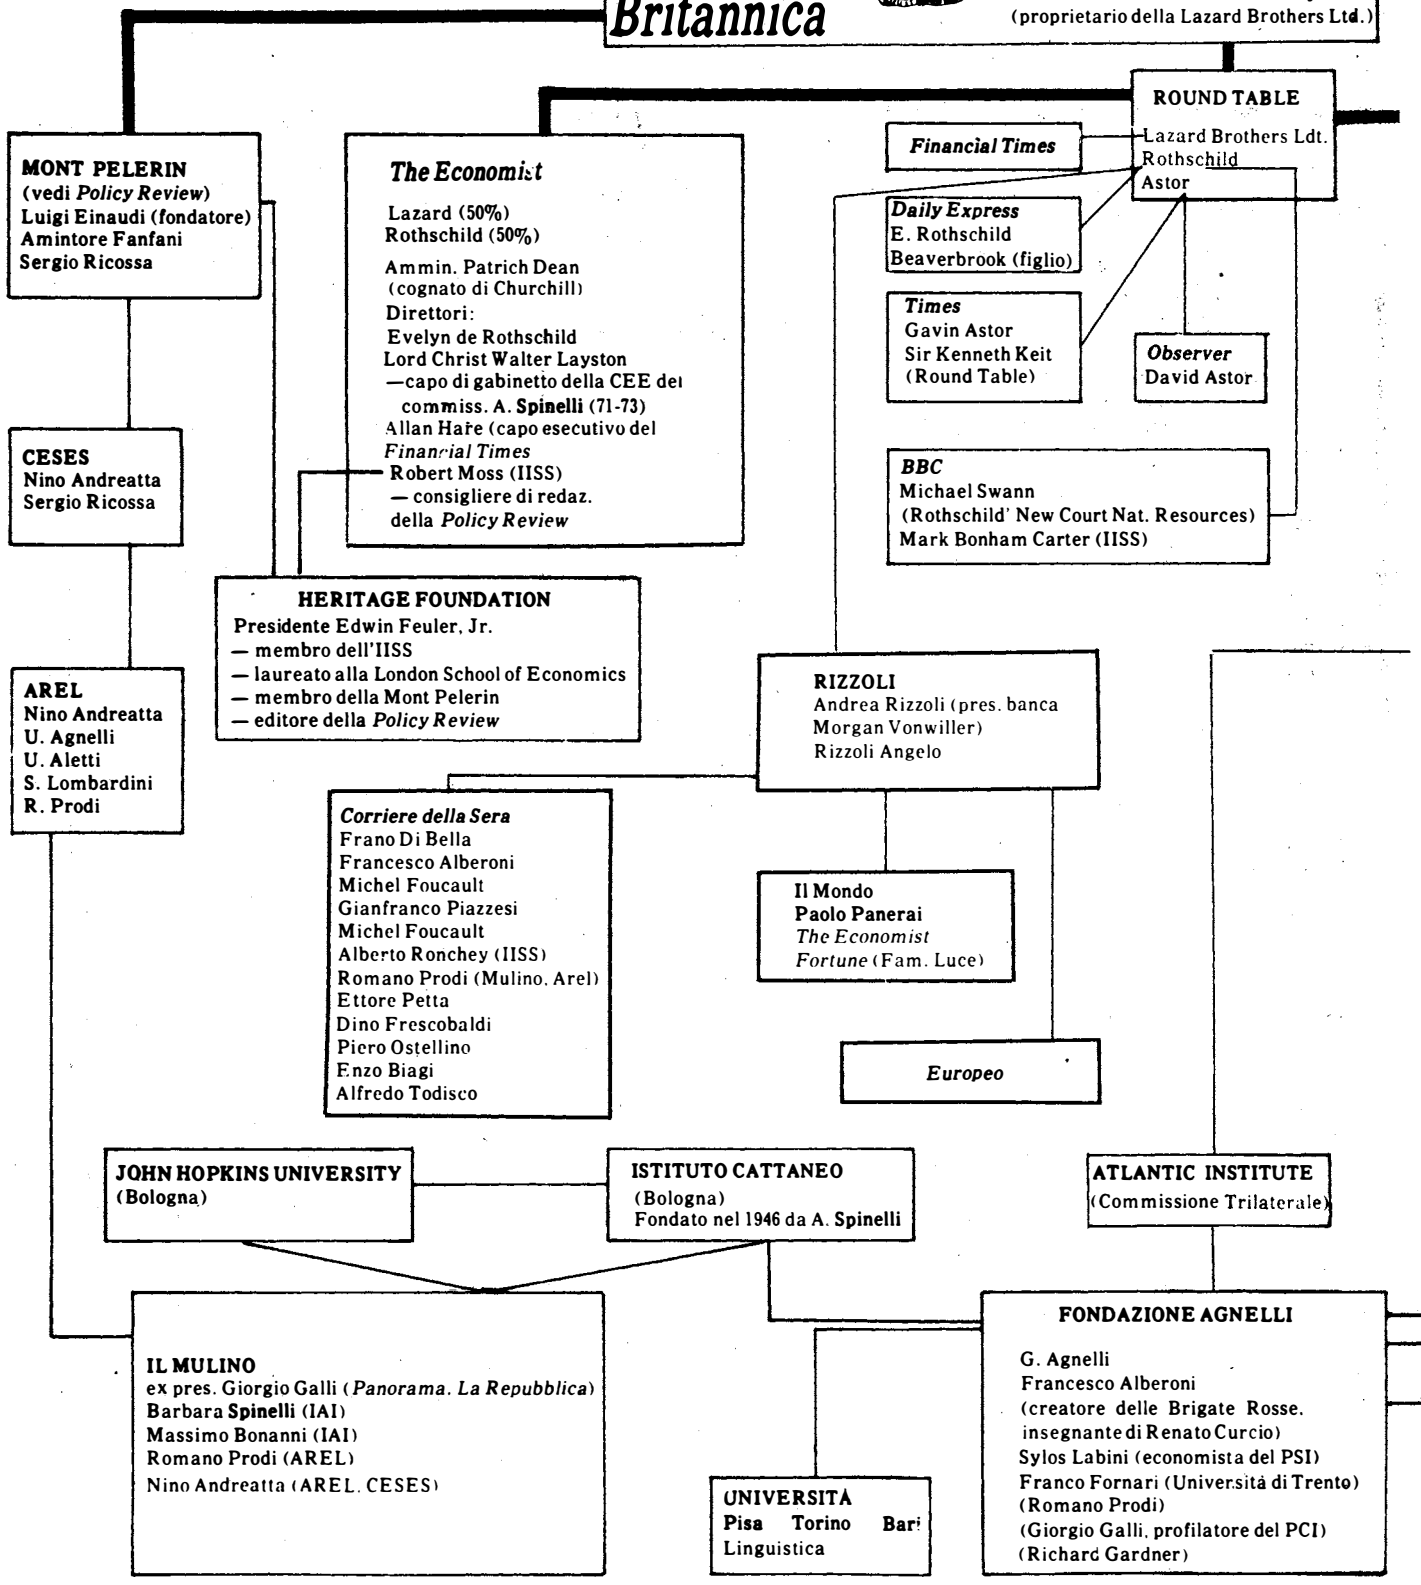 Britannica
(proprietario della Lazard Brothers Ltd.)
ROUND TABLE
Lazard Brothers Ldt.
Rothschild
Astor
MONT PELERIN
(vedi Policy Review)
Luigi Einaudi (fondatore)
Amintore Fanfani
Sergio Ricossa
The Economist
Lazard (50%)
Rothschild (50%)
Ammin. Patrich Dean
(cognato di Churchill)
Direttori:
Evelyn de Rothschild
Lord Christ Walter Layston
—capo di gabinetto della CEE del
commiss. A. Spinelli (71-73)
Allan Hare (capo esecutivo del
Financial Times
Robert Moss (IISS)
— consigliere di redaz.
della Policy Review
Financial Times
Daily Express
E. Rothschild
Beaverbrook (figlio)
Times
Gavin Astor
Sir Kenneth Keit
(Round Table)
Observer
David Astor
BBC
Michael Swann
(Rothschild' New Court Nat. Resources)
Mark Bonham Carter (IISS)
CESES
Nino Andreatta
Sergio Ricossa
HERITAGE FOUNDATION
Presidente Edwin Feuler, Jr.
— membro dell'IISS
— laureato alla London School of Economics
— membro della Mont Pelerin
— editore della Policy Review
AREL
Nino Andreatta
U. Agnelli
U. Aletti
S. Lombardini
R. Prodi
RIZZOLI
Andrea Rizzoli (pres. banca
Morgan Vonwiller)
Rizzoli Angelo
Corriere della Sera
Frano Di Bella
Francesco Alberoni
Michel Foucault
Gianfranco Piazzesi
Michel Foucault
Alberto Ronchey (IISS)
Romano Prodi (Mulino, Arel)
Ettore Petta
Dino Frescobaldi
Piero Ostellino
Enzo Biagi
Alfredo Todisco
Il Mondo
Paolo Panerai
The Economist
Fortune (Fam. Luce)
Europeo
JOHN HOPKINS UNIVERSITY
(Bologna)
ISTITUTO CATTANEO
(Bologna)
Fondato nel 1946 da A. Spinelli
ATLANTIC INSTITUTE
(Commissione Trilaterale)
IL MULINO
ex pres. Giorgio Galli (Panorama, La Repubblica)
Barbara Spinelli (IAI)
Massimo Bonanni (IAI)
Romano Prodi (AREL)
Nino Andreatta (AREL, CESES)
UNIVERSITÀ
Pisa Torino Bari
Linguistica
FONDAZIONE AGNELLI
G. Agnelli
Francesco Alberoni
(creatore delle Brigate Rosse,
insegnante di Renato Curcio)
Sylos Labini (economista del PSI)
Franco Fornari (Università di Trento)
(Romano Prodi)
(Giorgio Galli, profilatore del PCI)
(Richard Gardner)